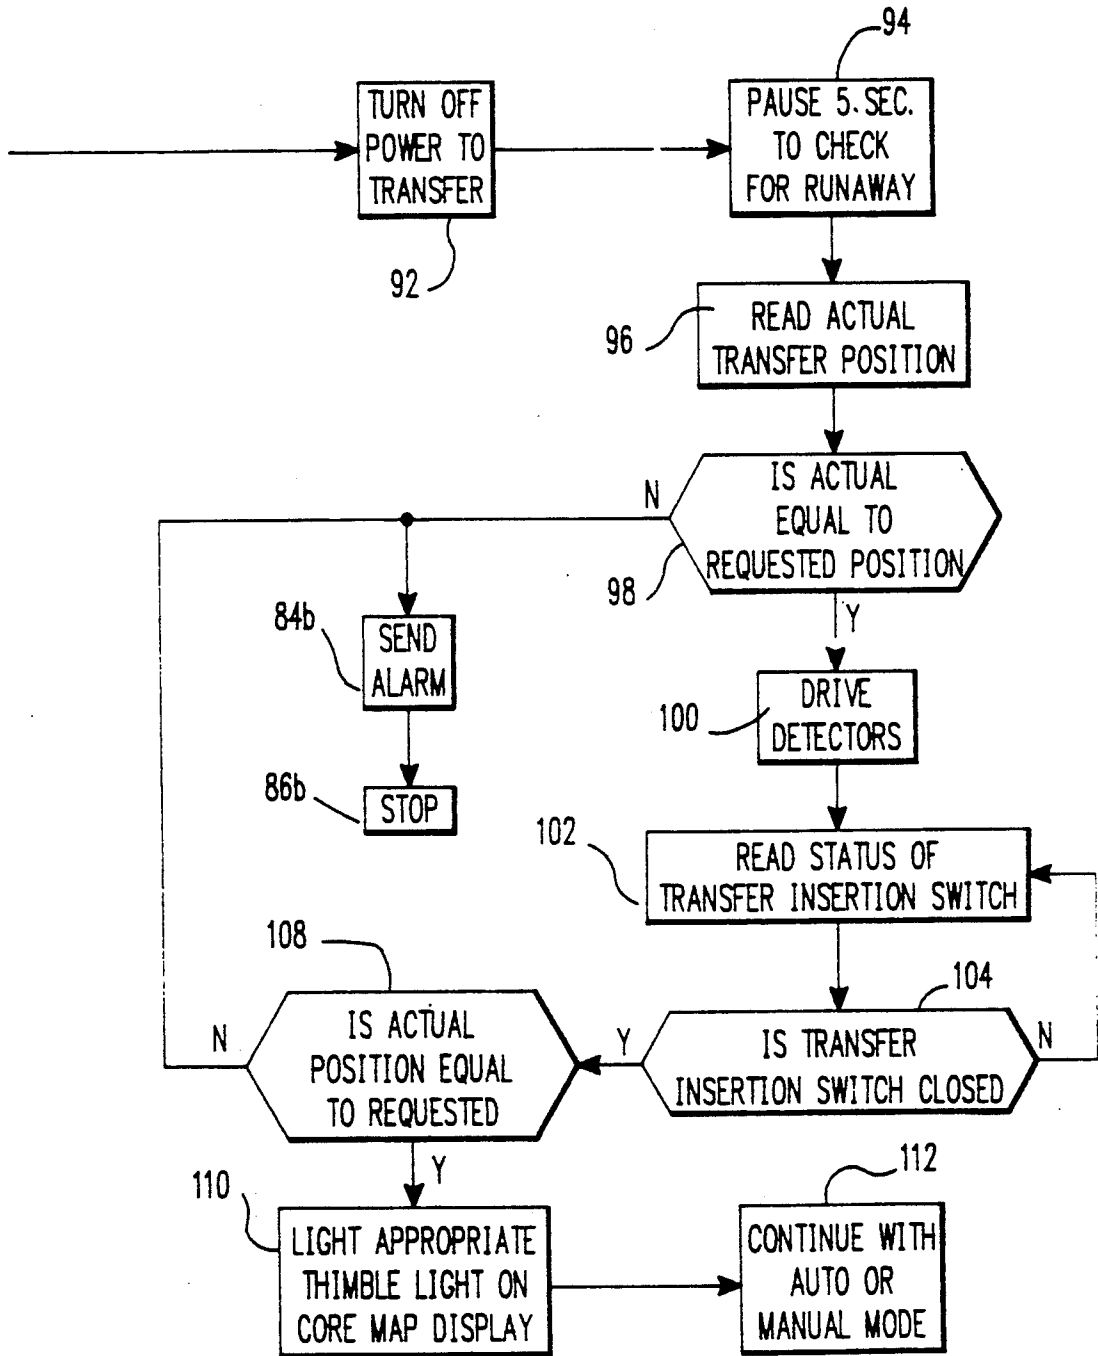 94
TURN OFF
POWER TO
TRANSFER
PAUSE 5. SEC.
TO CHECK
FOR RUNAWAY
92
96
READ ACTUAL
TRANSFER POSITION
N
IS ACTUAL
EQUAL TO
REQUESTED POSITION
98
Y
84b
SEND
ALARM
100
DRIVE
DETECTORS
86b
STOP
102
READ STATUS OF
TRANSFER INSERTION SWITCH
108
104
N
IS ACTUAL
POSITION EQUAL
TO REQUESTED
Y
IS TRANSFER
INSERTION SWITCH CLOSED
N
Y
110
112
LIGHT APPROPRIATE
THIMBLE LIGHT ON
CORE MAP DISPLAY
CONTINUE WITH
AUTO OR
MANUAL MODE